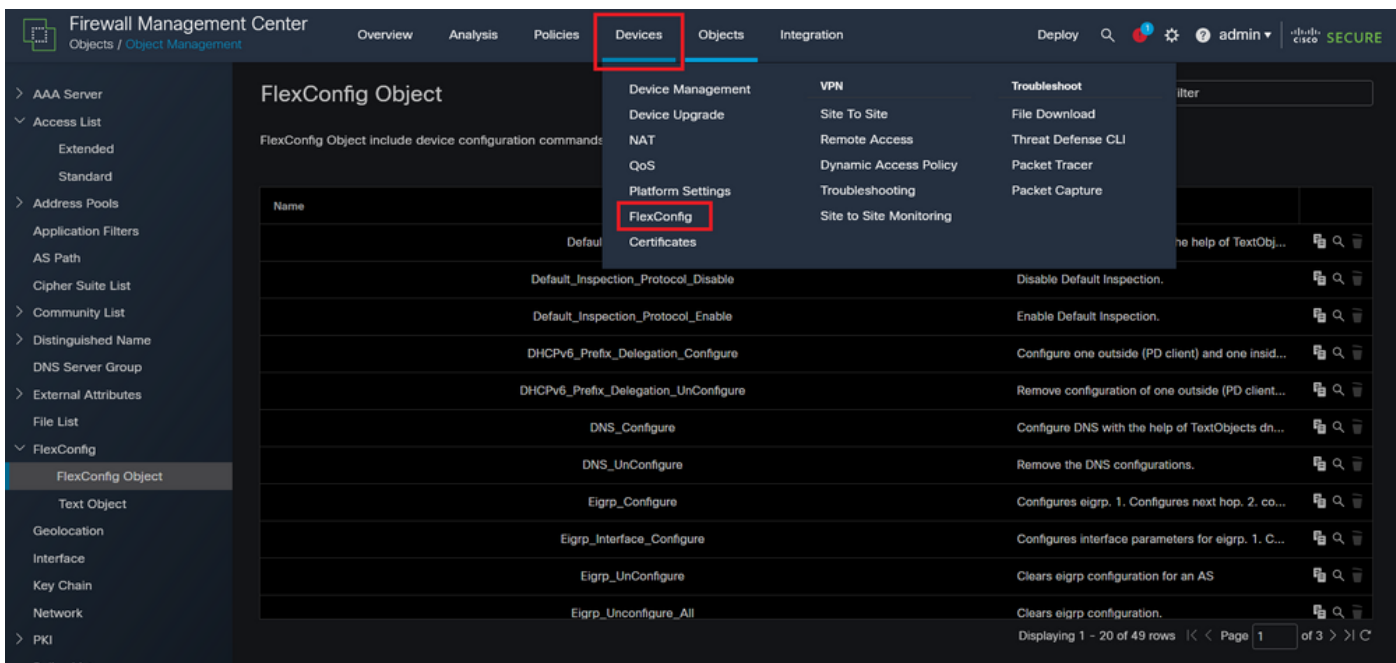 Firewall Management Center
Objects / Object Management
Overview Analysis Policies Devices Objects Integration Deploy 1 admin cisco SECURE
AAA Server
Access List
Extended
Standard
Address Pools
Application Filters
AS Path
Cipher Suite List
Community List
Distinguished Name
DNS Server Group
External Attributes
File List
FlexConfig
FlexConfig Object
Text Object
Geolocation
Interface
Key Chain
Network
PKI
FlexConfig Object
ilter
FlexConfig Object include device configuration commands
Device Management
Device Upgrade
NAT
QoS
Platform Settings
FlexConfig
Certificates
VPN
Site To Site
Remote Access
Dynamic Access Policy
Troubleshooting
Site to Site Monitoring
Troubleshoot
File Download
Threat Defense CLI
Packet Tracer
Packet Capture
Name
Defaul he help of TextObj...
Default_Inspection_Protocol_Disable Disable Default Inspection.
Default_Inspection_Protocol_Enable Enable Default Inspection.
DHCPv6_Prefix_Delegation_Configure Configure one outside (PD client) and one insid...
DHCPv6_Prefix_Delegation_UnConfigure Remove configuration of one outside (PD client...
DNS_Configure Configure DNS with the help of TextObjects dn...
DNS_UnConfigure Remove the DNS configurations.
Eigrp_Configure Configures eigrp. 1. Configures next hop. 2. co...
Eigrp_Interface_Configure Configures interface parameters for eigrp. 1. C...
Eigrp_UnConfigure Clears eigrp configuration for an AS
Eigrp_Unconfigure_All Clears eigrp configuration.
Displaying 1 - 20 of 49 rows |< < Page 1 of 3 > >|